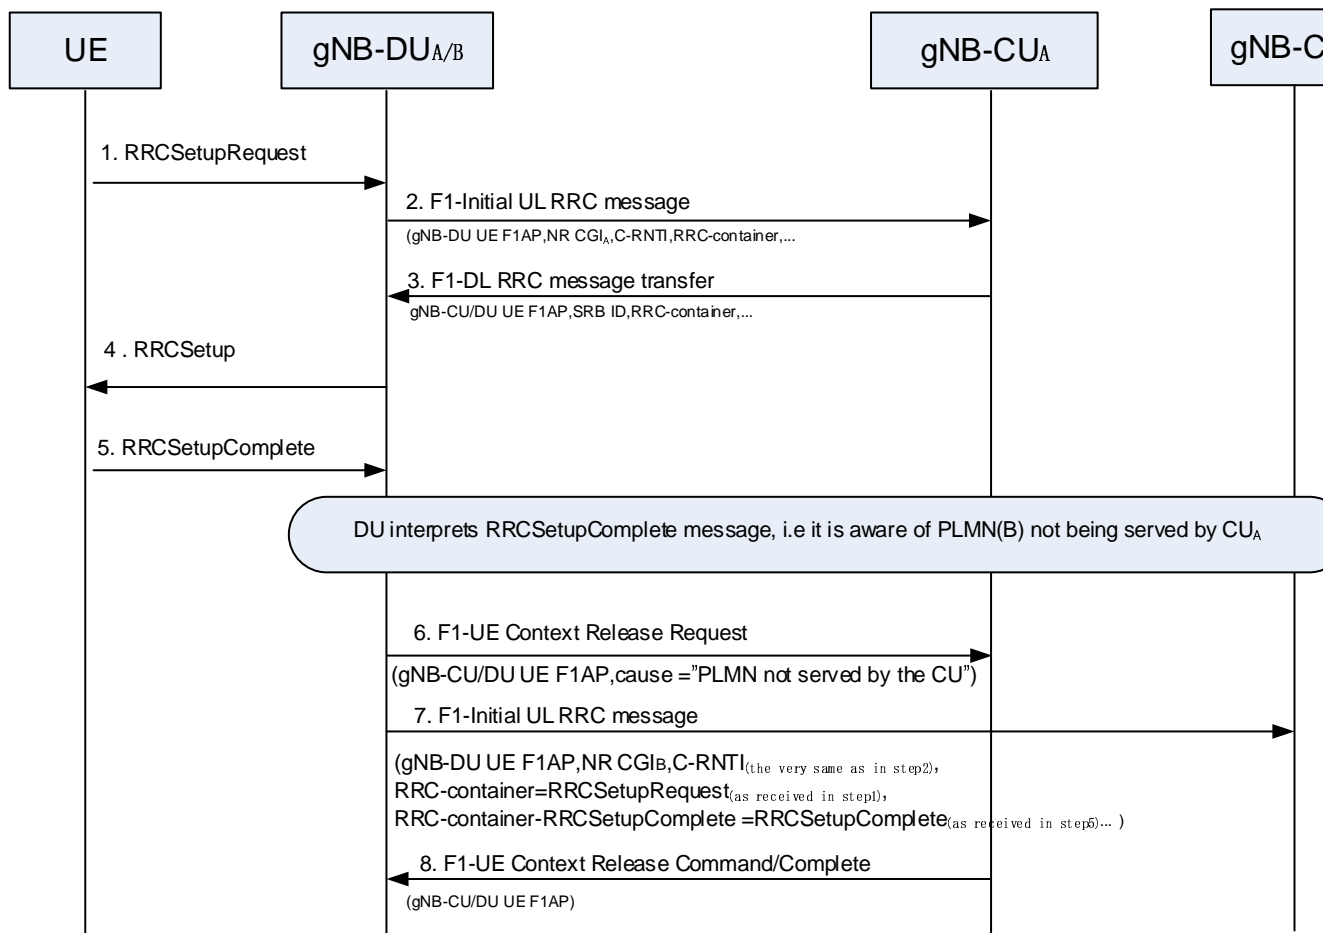 UE
gNB-DUA/B
gNB-CUA
gNB-C
1. RRCSetupRequest
2. F1-Initial UL RRC message
(gNB-DU UE F1AP,NR CGIA,C-RNTI,RRC-container,...
3. F1-DL RRC message transfer
gNB-CU/DU UE F1AP,SRB ID,RRC-container,...
4 . RRCSetup
5. RRCSetupComplete
DU interprets RRCSetupComplete message, i.e it is aware of PLMN(B) not being served by CUA
6. F1-UE Context Release Request
(gNB-CU/DU UE F1AP,cause =”PLMN not served by the CU”)
7. F1-Initial UL RRC message
(gNB-DU UE F1AP,NR CGIB,C-RNTI(the very same as in step2),
RRC-container=RRCSetupRequest(as received in step1),
RRC-container-RRCSetupComplete =RRCSetupComplete(as received in step5)... )
8. F1-UE Context Release Command/Complete
(gNB-CU/DU UE F1AP)